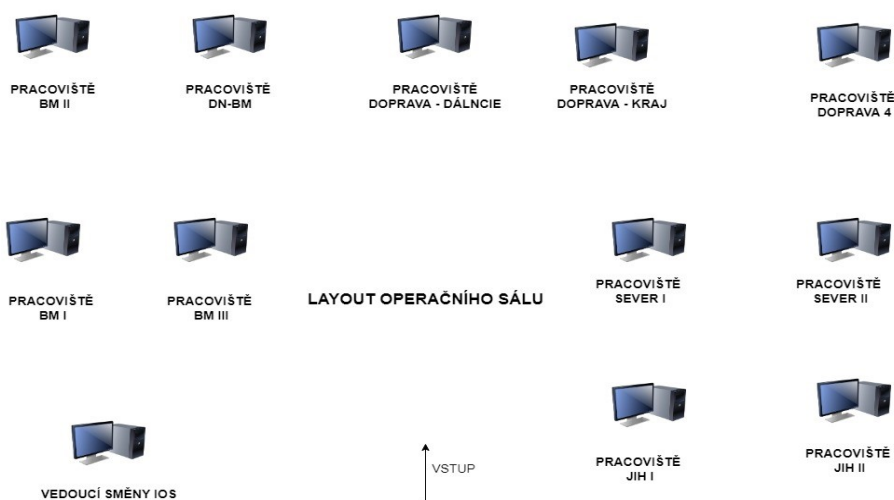 PRACOVIŠTĚ
BM II
PRACOVIŠTĚ
DN-BM
PRACOVIŠTĚ
DOPRAVA - DÁLNCIE
PRACOVIŠTĚ
DOPRAVA - KRAJ
PRACOVIŠTĚ
DOPRAVA 4
PRACOVIŠTĚ
BM I
PRACOVIŠTĚ
BM III
LAYOUT OPERAČNÍHO SÁLU
PRACOVIŠTĚ
SEVER I
PRACOVIŠTĚ
SEVER II
VEDOUCÍ SMĚNY IOS
VSTUP
PRACOVIŠTĚ
JIH I
PRACOVIŠTĚ
JIH II